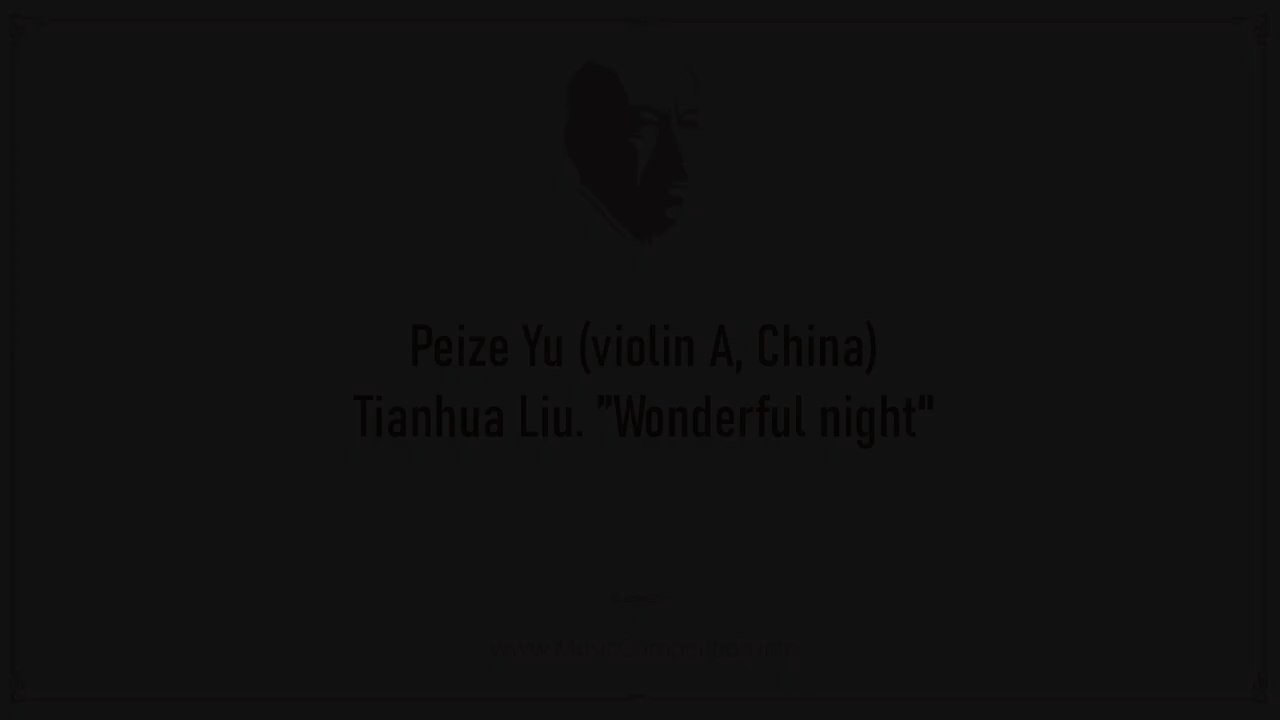 Peize Yu (violin A, China)
Tianhua Liu. ”Wonderful night“